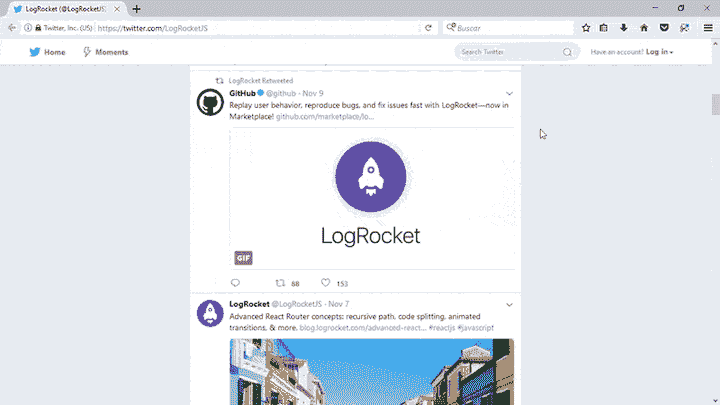 LogRocket (@LogRocketJS
Twitter, Inc. (US) https://twitter.com/LogRocketJS
Buscar
Home Moments
Search Twitter
Have an account? Log in
LogRocket Retweeted
GitHub @github - Nov 9
Replay user behavior, reproduce bugs, and fix issues fast with LogRocket—now in
Marketplace! github.com/marketplace/lo...
LogRocket
GIF
88 153
LogRocket @LogRocketJS - Nov 7
Advanced React Router concepts: recursive path, code splitting, animated
transitions, & more. blog.logrocket.com/advanced-react... #reactjs #javascript